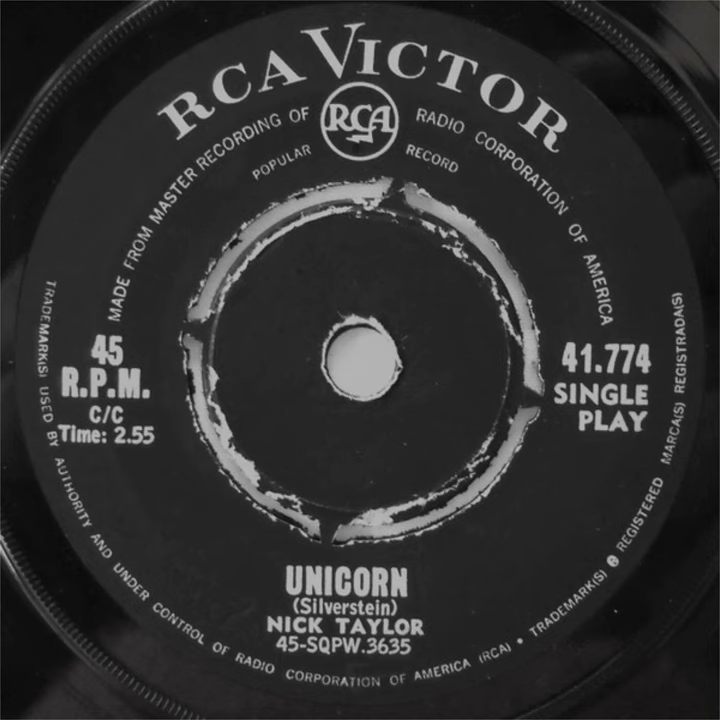 RCA VICTOR
MADE FROM MASTER RECORDING OF RCA RADIO CORPORATION OF AMERICA
POPULAR RECORD
45
R.P.M.
C/C
Time: 2.55
41.774
SINGLE
PLAY
UNICORN
(Silverstein)
NICK TAYLOR
45-SQPW.3635
TRADEMARK(S) USED BY AUTHORITY AND UNDER CONTROL OF RADIO CORPORATION OF AMERICA (RCA) • TRADEMARK(S) ® REGISTERED MARCA(S) REGISTRADA(S)